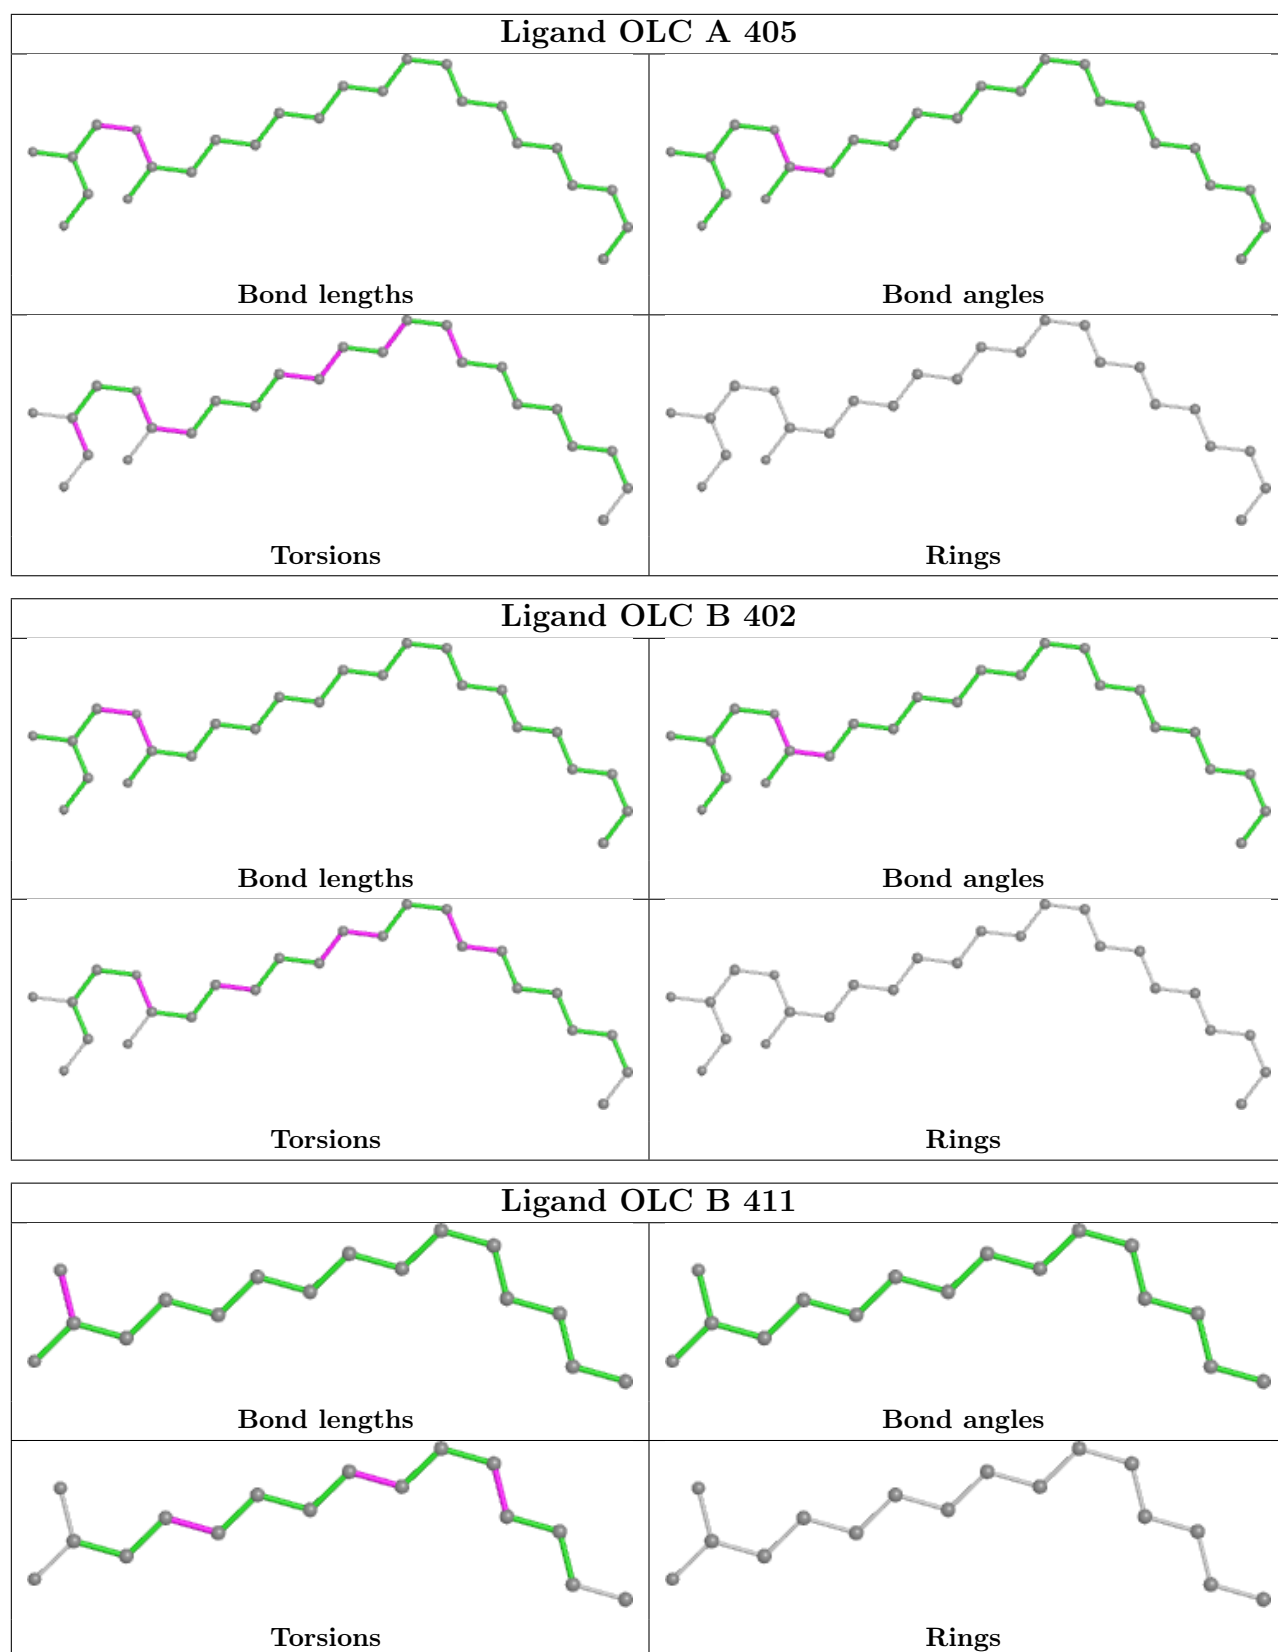 Ligand OLC A 405
Bond lengths
Bond angles
Torsions
Rings
Ligand OLC B 402
Bond lengths
Bond angles
Torsions
Rings
Ligand OLC B 411
Bond lengths
Bond angles
Torsions
Rings